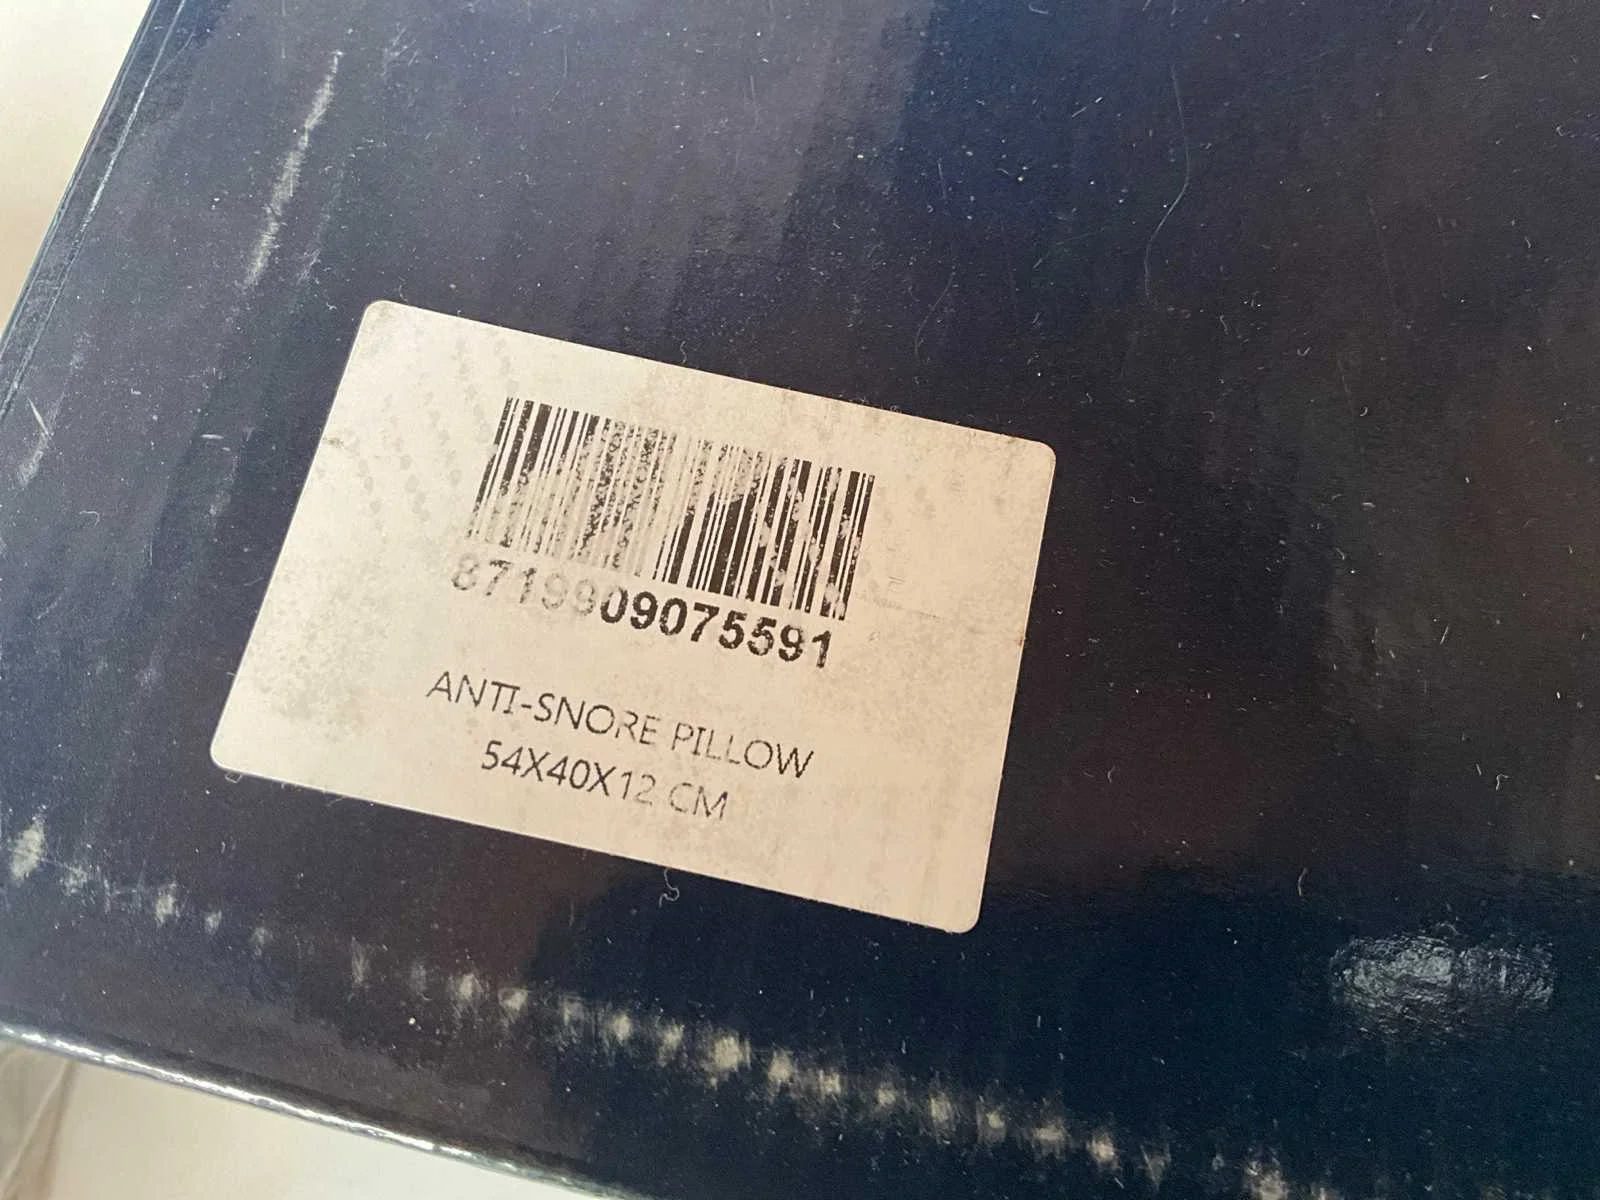 8719909075591
ANTI-SNORE PILLOW
54X40X12 CM